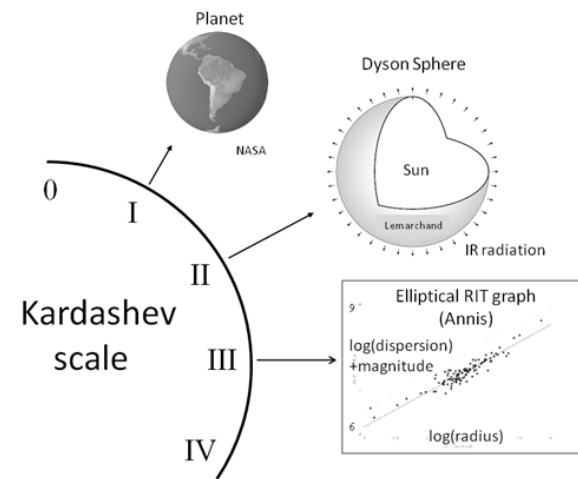 Planet
NASA
Dyson Sphere
Sun
Lemarchand
IR radiation
0
I
II
III
IV
Kardashev
scale
Elliptical RIT graph
(Annis)
9
log(dispersion)
+magnitude
6
log(radius)